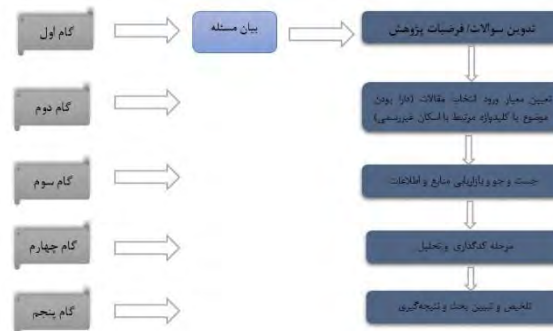 گام اول
بیان مسئله
تدوین سوالات/ فرضیات پژوهش
گام دوم
تعیین معیار ورود انتخاب مقالات (دارا بودن
موضوع یا کلیدواژه مرتبط با اسکان غیررسمی)
گام سوم
جست و جو و بازاریابی منابع و اطلاعات
گام چهارم
مرحله کدگذاری و تحلیل
گام پنجم
تلخیص و تبیین بحث و نتیجه‌گیری